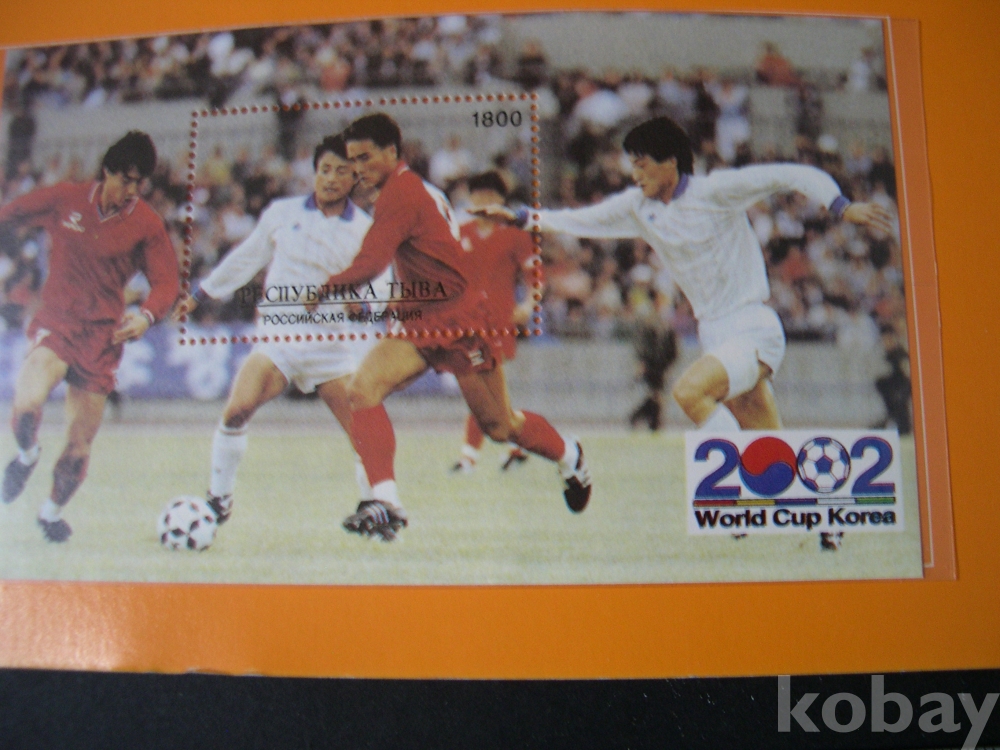 1800
РЕСПУБЛИКА ТЫВА
РОССИЙСКАЯ ФЕДЕРАЦИЯ
2002
World Cup Korea
kobay